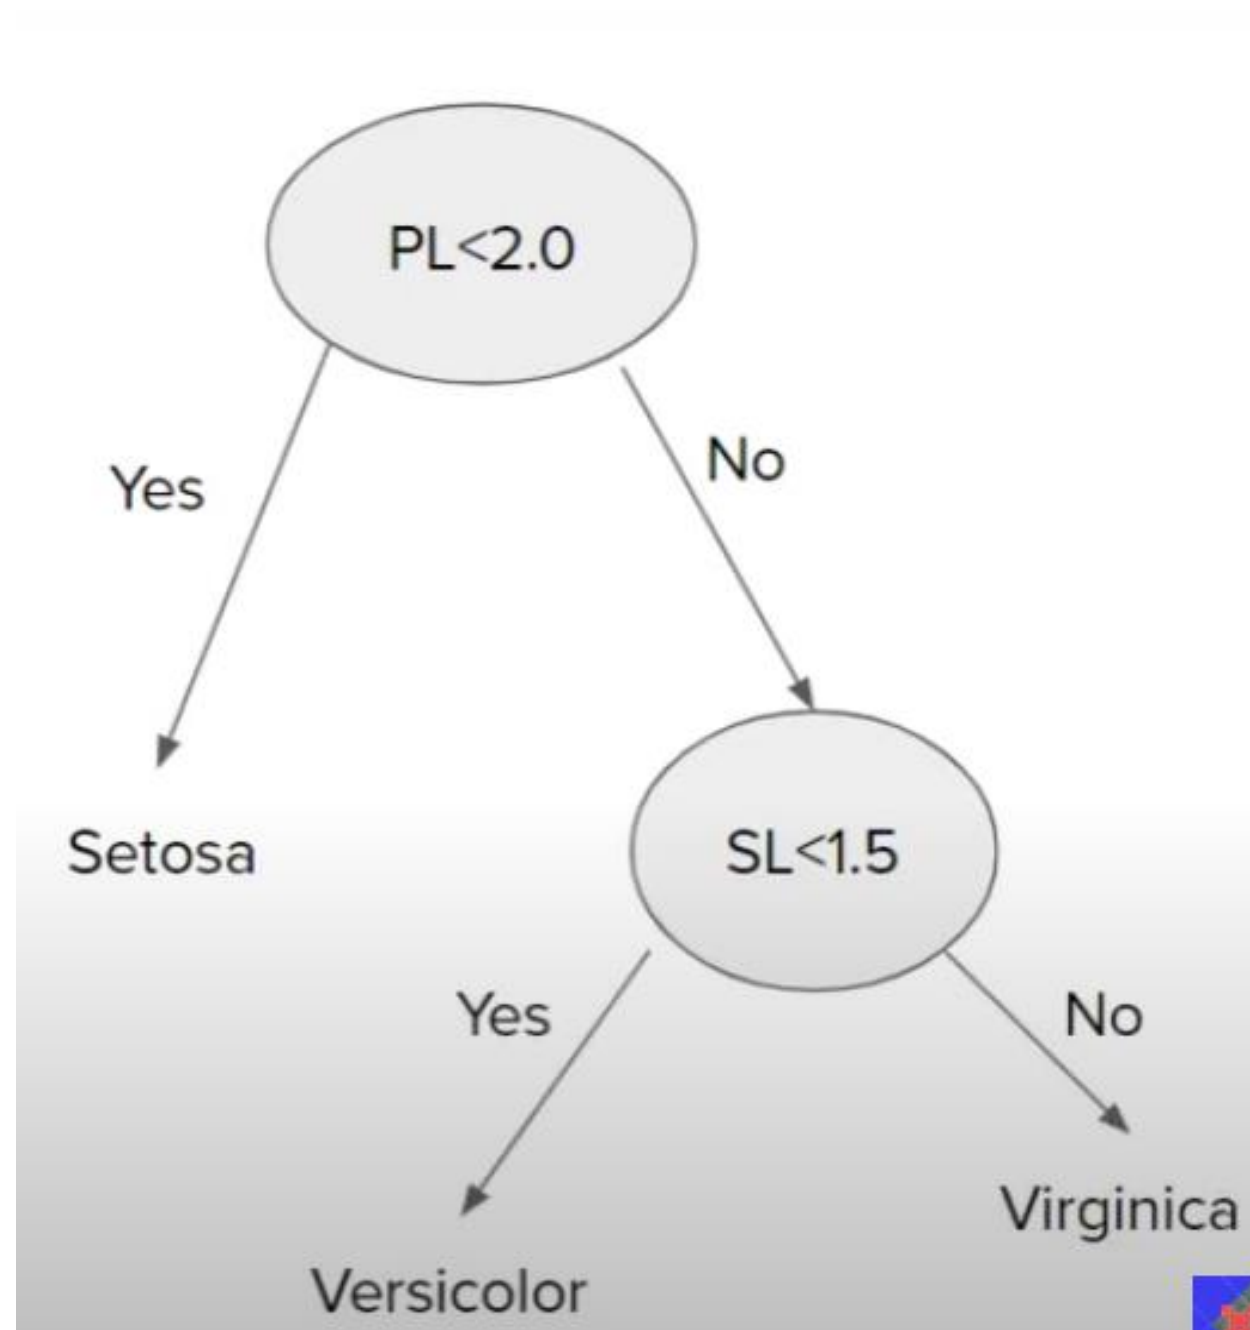 PL<2.0
Yes
No
Setosa
SL<1.5
Yes
No
Virginica
Versicolor